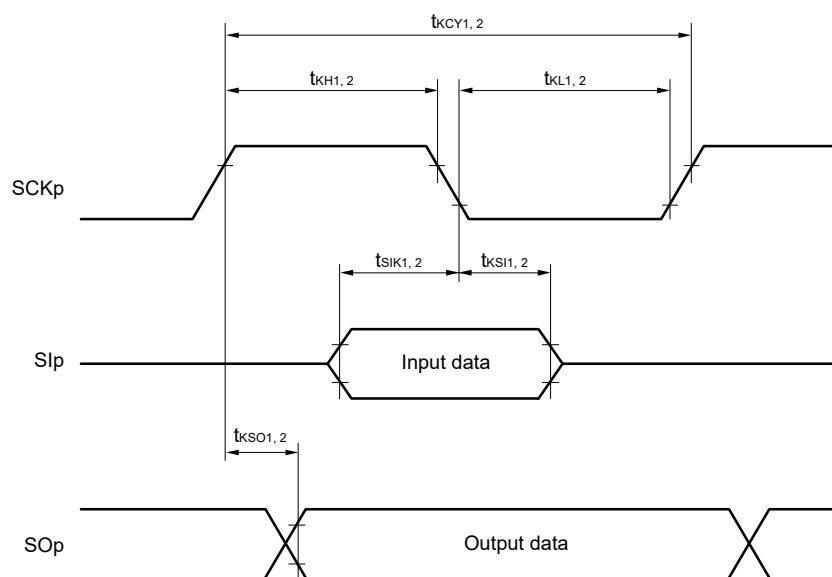 tKCY1, 2
tKH1, 2
tKL1, 2
SCKp
tSIK1, 2
tKSI1, 2
SIp
Input data
tKSO1, 2
SOp
Output data